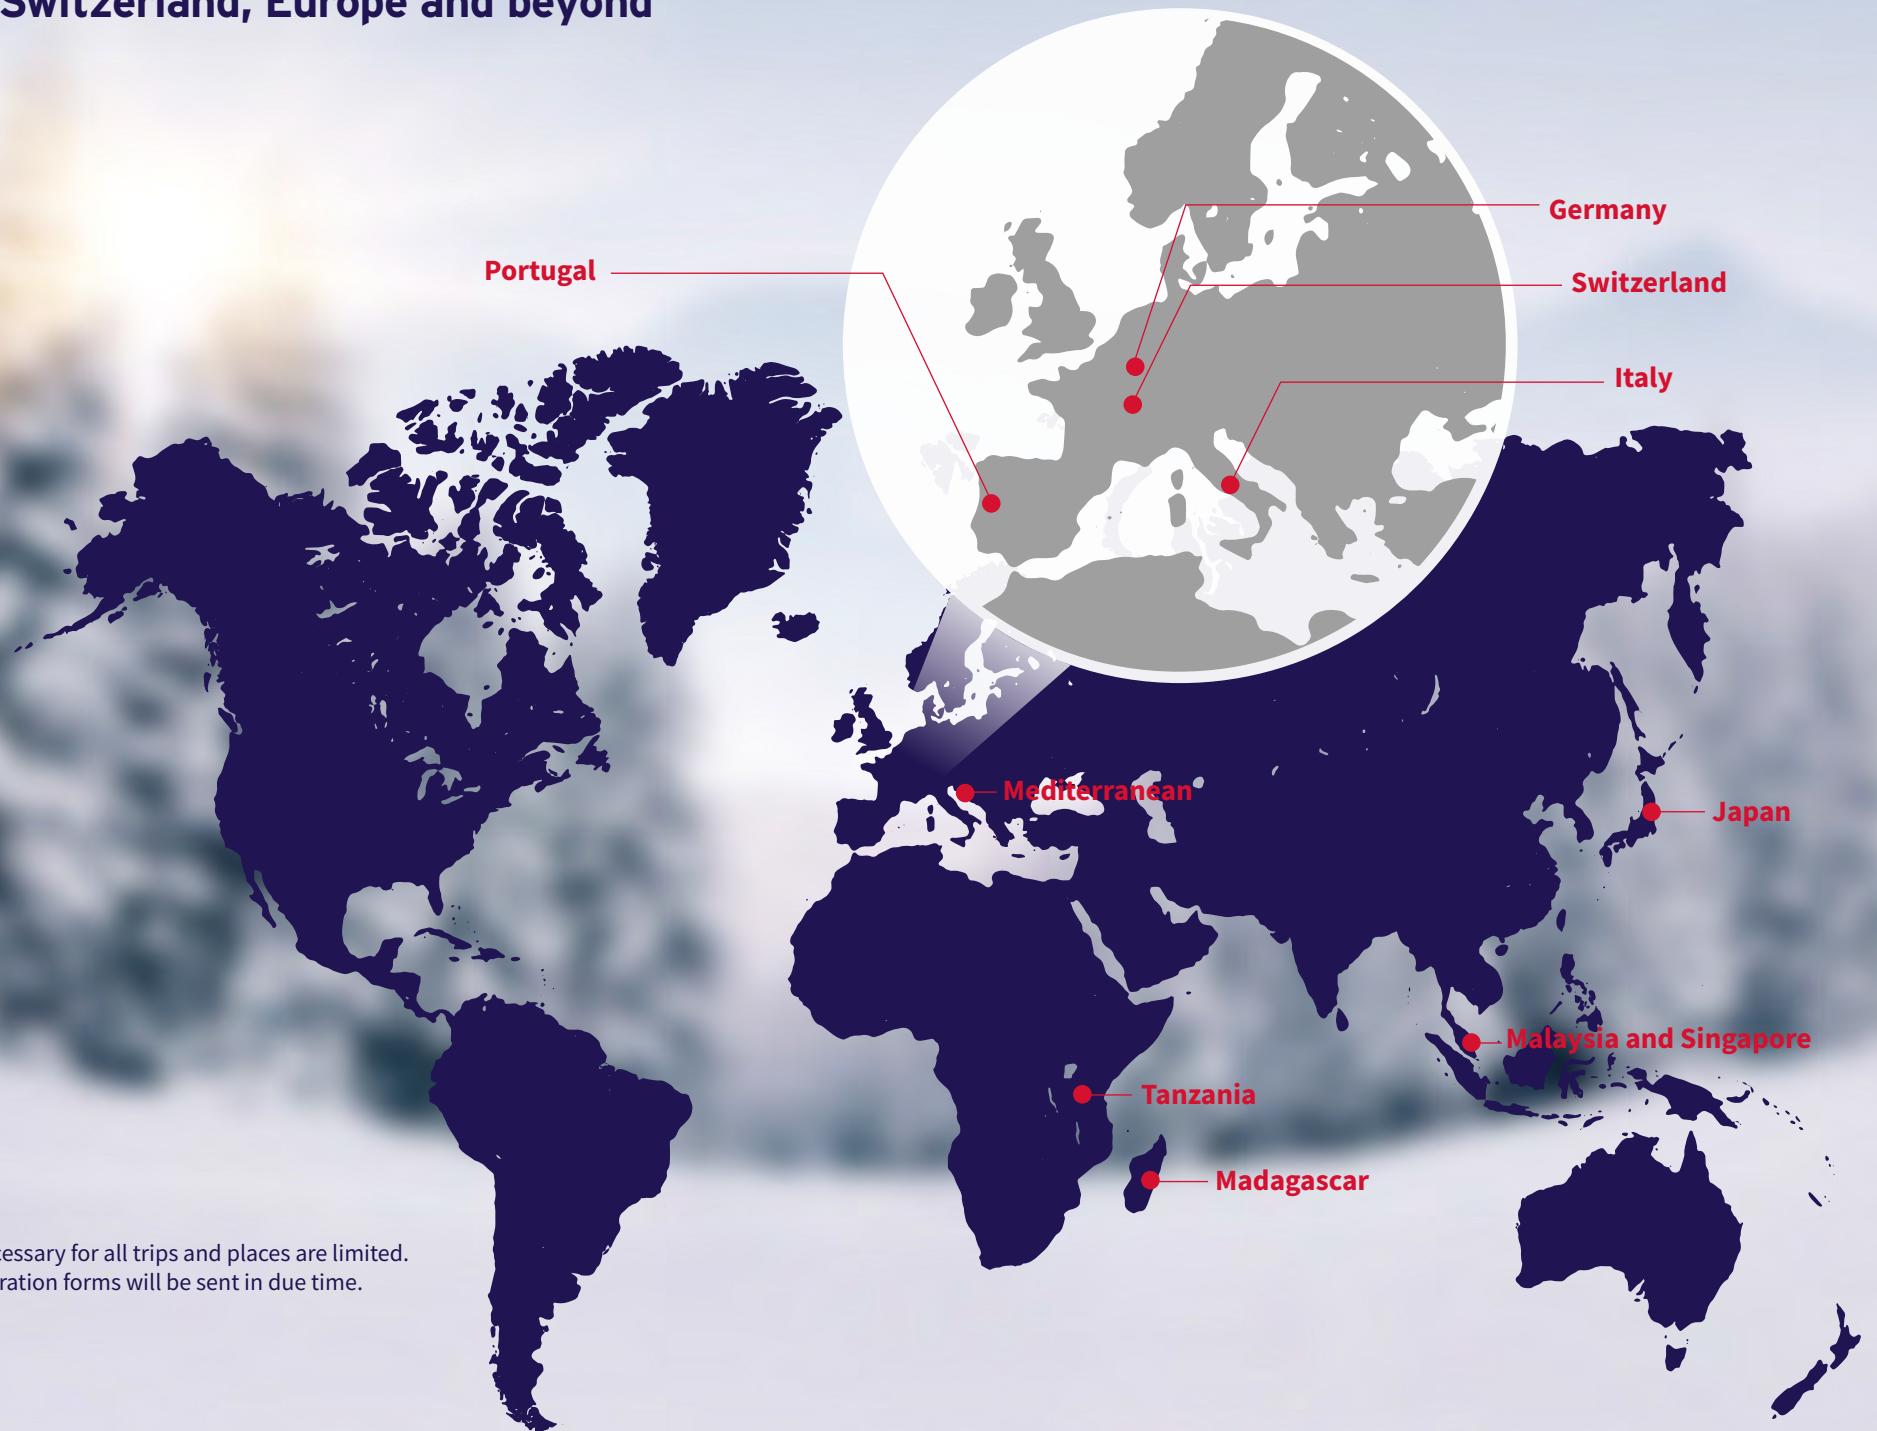 Switzerland, Europe and beyond
Germany
Portugal
Switzerland
Italy
Mediterranean
Japan
Malaysia and Singapore
Tanzania
Madagascar
cessary for all trips and places are limited.
ration forms will be sent in due time.